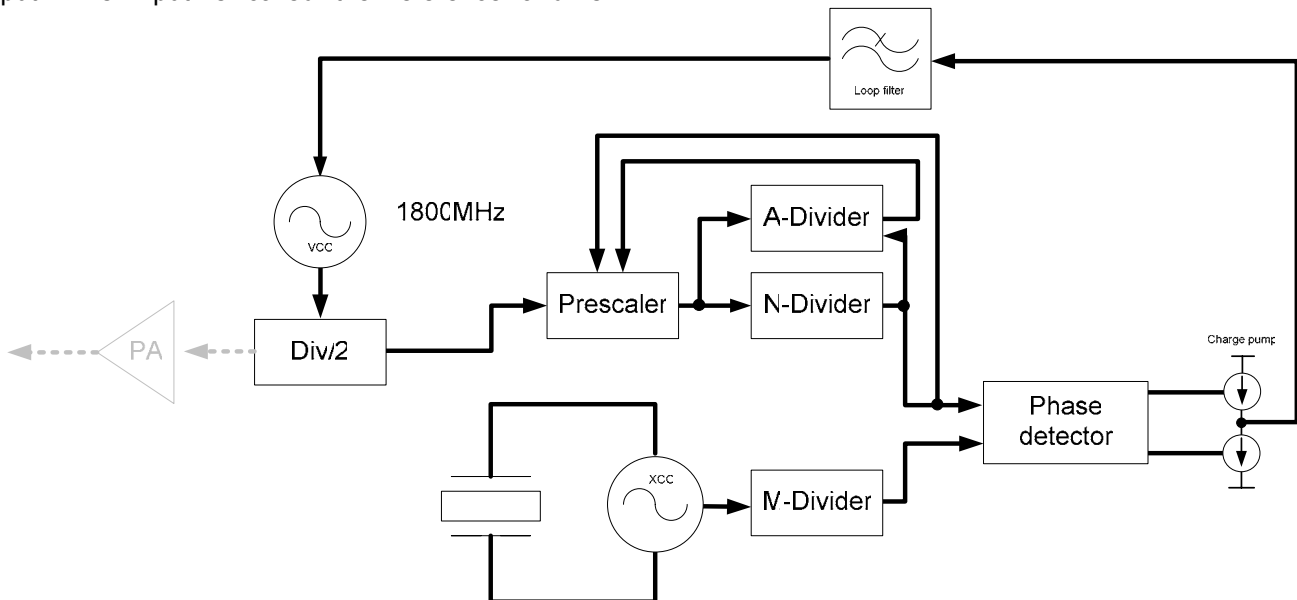 Loop filter
1800MHz
VCC
A-Divider
Prescaler
N-Divider
PA
Div/2
Charge pump
Phase
detector
XCC
M-Divider